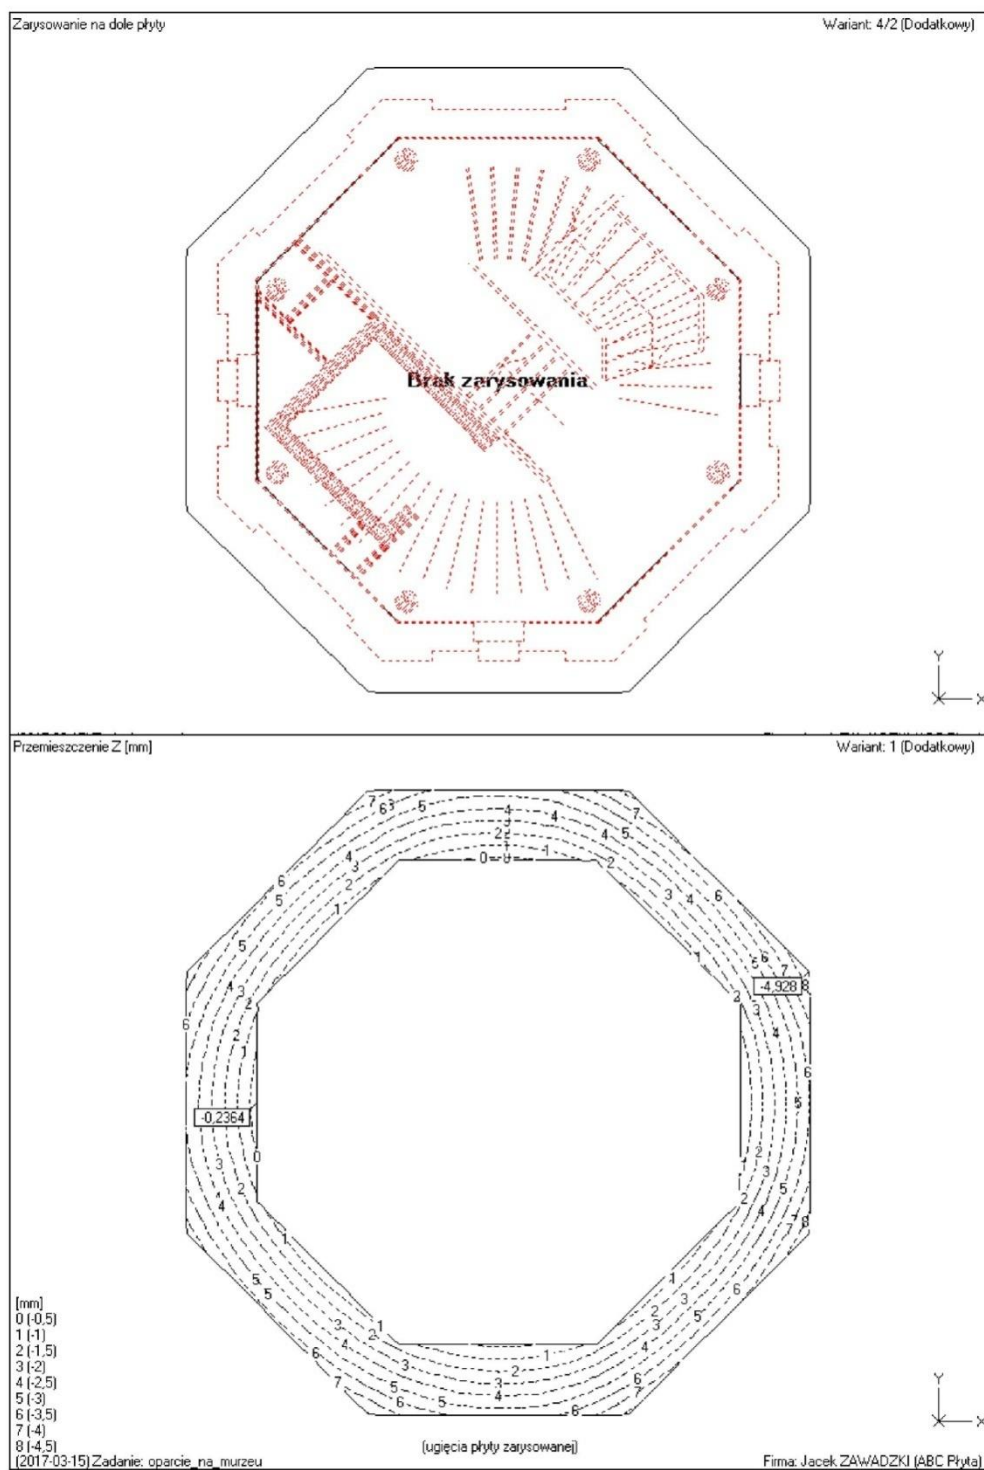 Zarysowanie na dole płyty
Wariant: 4/2 (Dodatkowy)
Brak zarysowania
Y
X
Przemieszczenie Z [mm]
Wariant: 1 (Dodatkowy)
-4,928
-0,2364
[mm]
0 (-0,5)
1 (-1)
2 (-1,5)
3 (-2)
4 (-2,5)
5 (-3)
6 (-3,5)
7 (-4)
8 (-4,5)
Y
X
(ugięcia płyty zarysowanej)
(2017-03-15) Zadanie: oparcie_na_murzeu
Firma: Jacek ZAWADZKI (ABC Płyta)